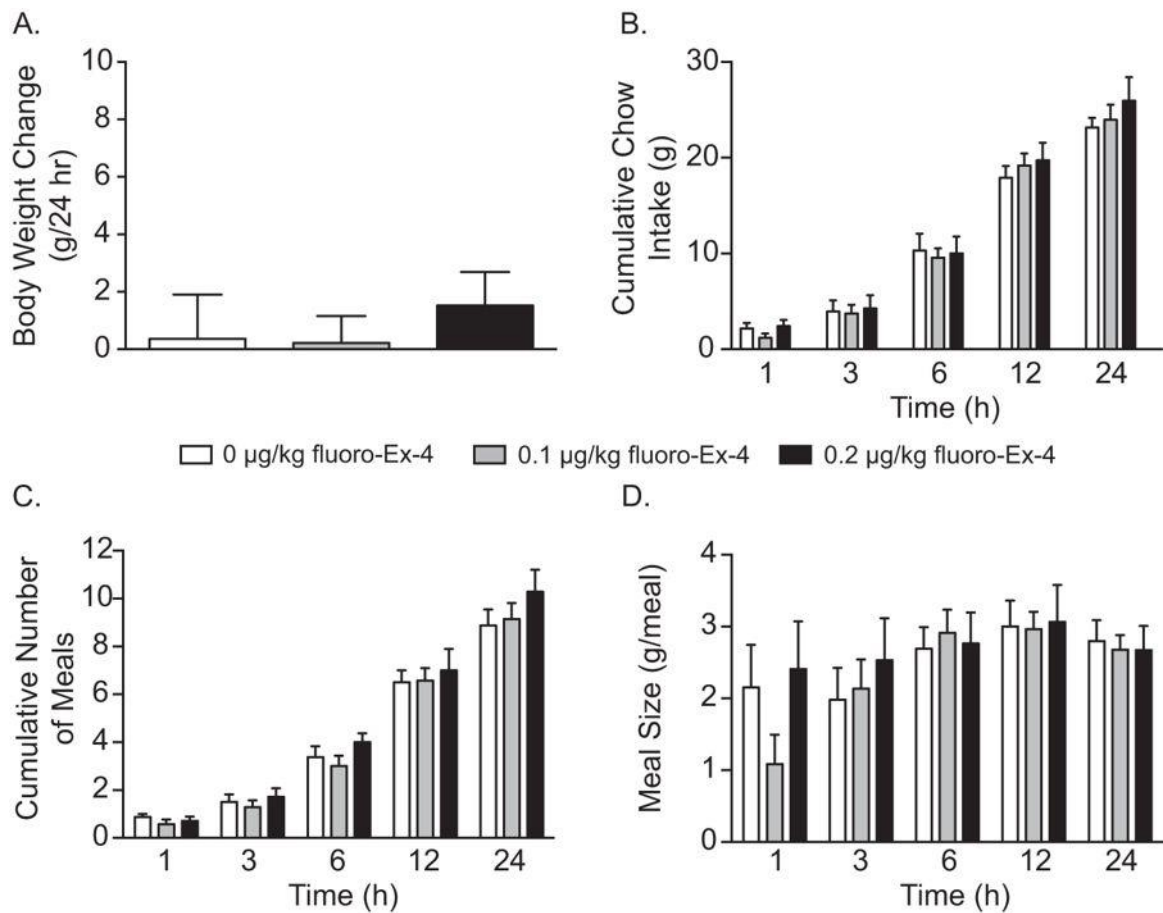 A.
Body Weight Change
(g/24 hr)
10
8
6
4
2
0
B.
Cumulative Chow
Intake (g)
30
20
10
0
1 3 6 12 24
Time (h)
0 µg/kg fluoro-Ex-4 0.1 µg/kg fluoro-Ex-4 0.2 µg/kg fluoro-Ex-4
C.
Cumulative Number
of Meals
12
10
8
6
4
2
0
1 3 6 12 24
Time (h)
D.
Meal Size (g/meal)
4
3
2
1
0
1 3 6 12 24
Time (h)